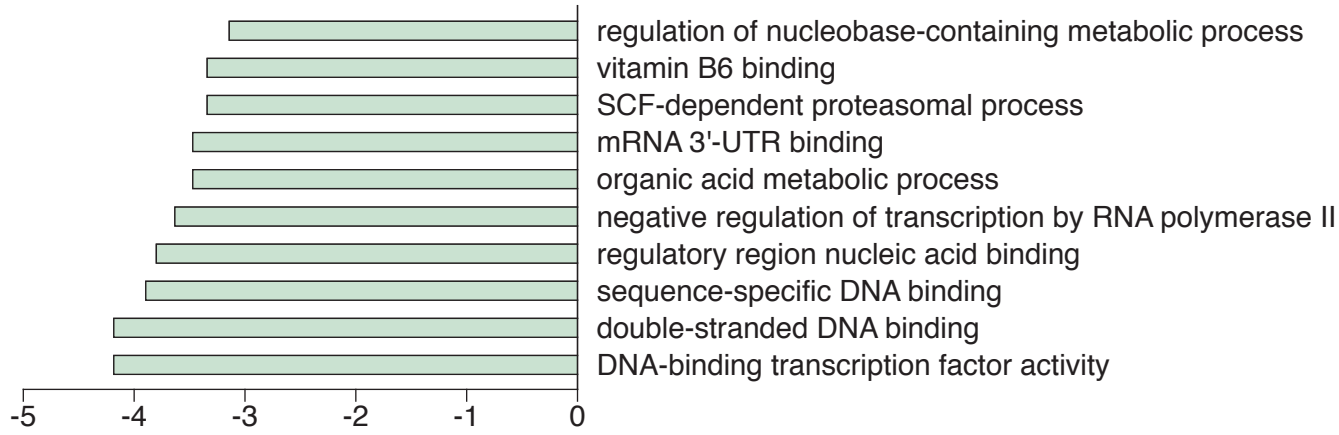 regulation of nucleobase-containing metabolic process
vitamin B6 binding
SCF-dependent proteasomal process
mRNA 3'-UTR binding
organic acid metabolic process
negative regulation of transcription by RNA polymerase II
regulatory region nucleic acid binding
sequence-specific DNA binding
double-stranded DNA binding
DNA-binding transcription factor activity
-5 -4 -3 -2 -1 0